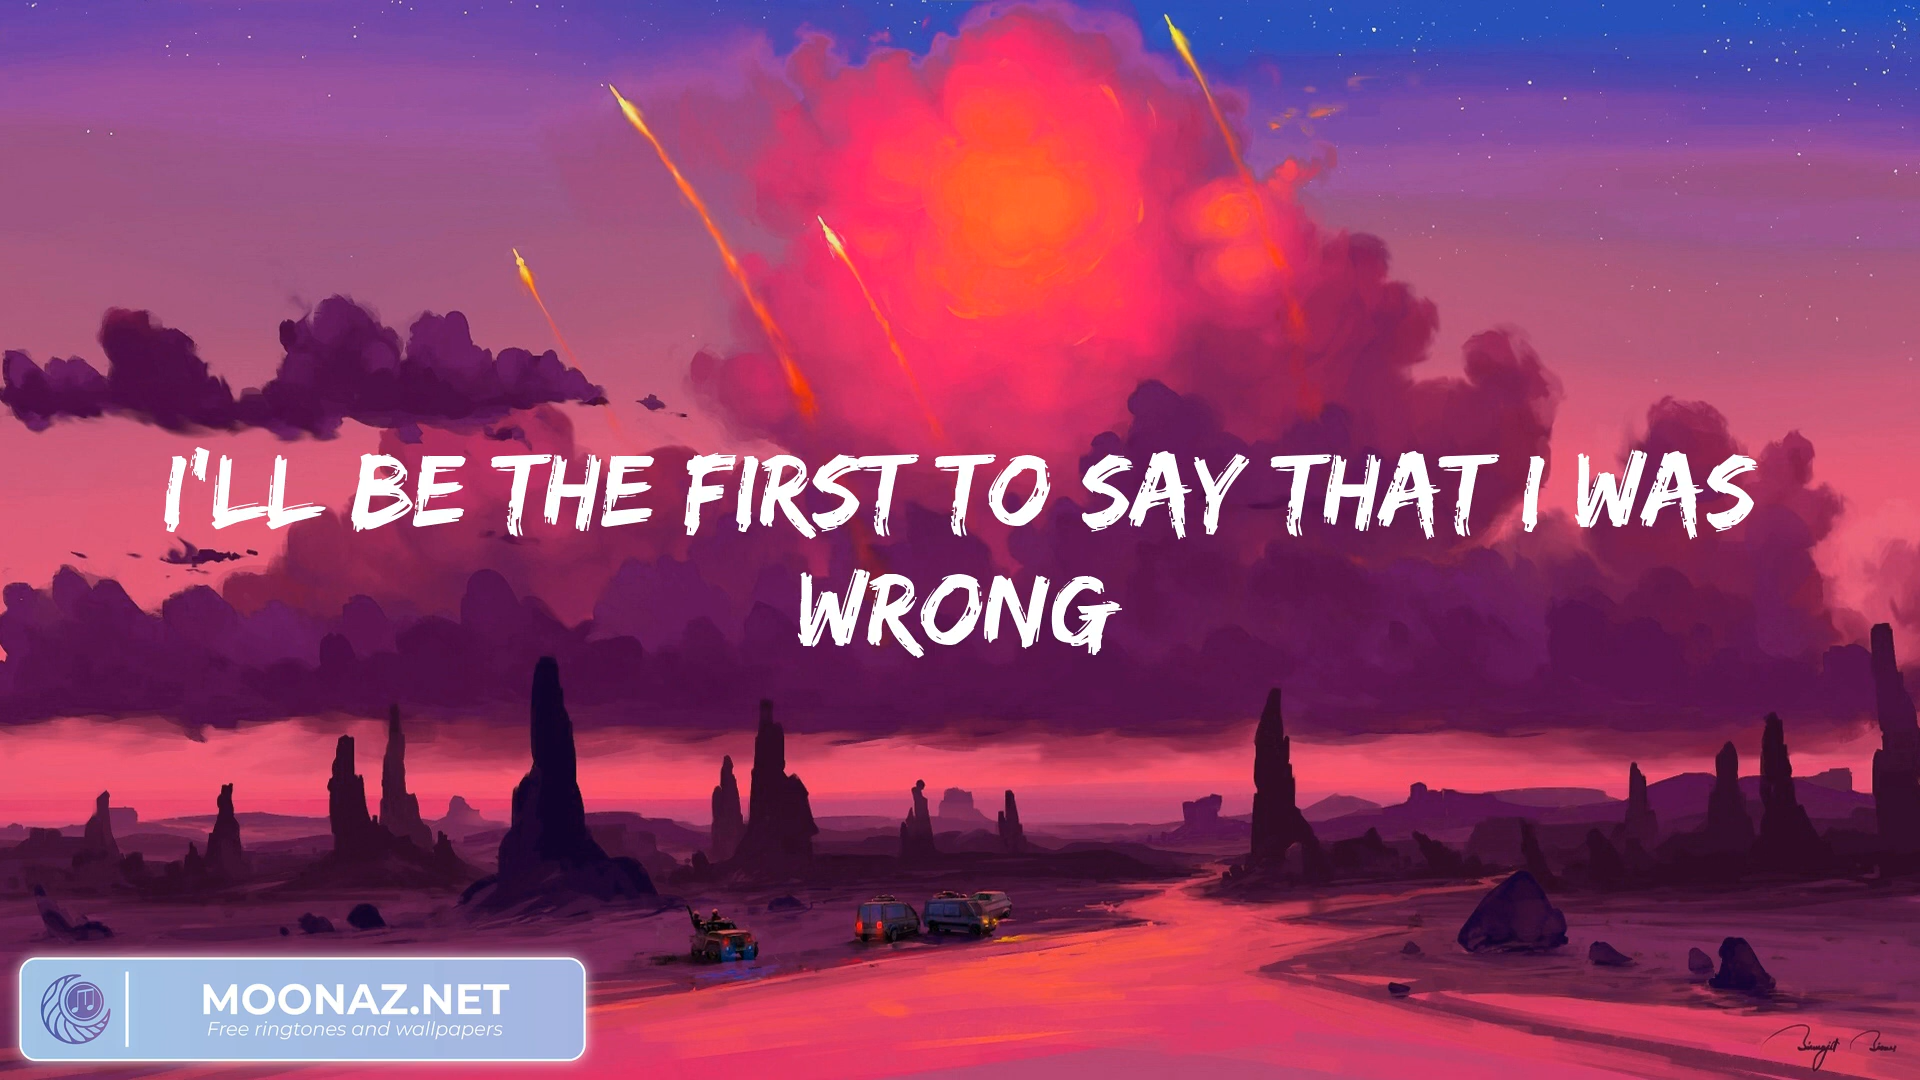 I'LL BE THE FIRST TO SAY THAT I WAS
WRONG
MOONAZ.NET
Free ringtones and wallpapers